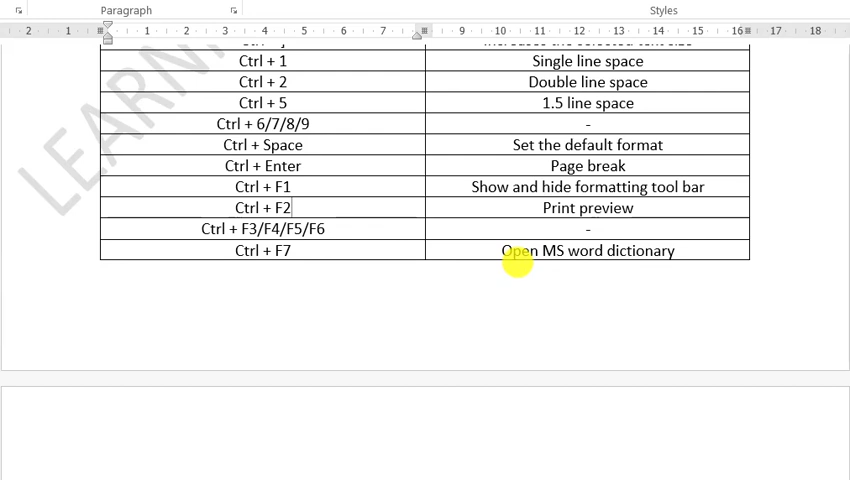 Paragraph
Styles
2 1 1 2 3 4 5 6 7 9 10 11 12 13 14 15 16 17 18
Ctrl + 1 Single line space
Ctrl + 2 Double line space
Ctrl + 5 1.5 line space
Ctrl + 6/7/8/9 -
Ctrl + Space Set the default format
Ctrl + Enter Page break
Ctrl + F1 Show and hide formatting tool bar
Ctrl + F2 Print preview
Ctrl + F3/F4/F5/F6 -
Ctrl + F7 Open MS word dictionary
LEARN